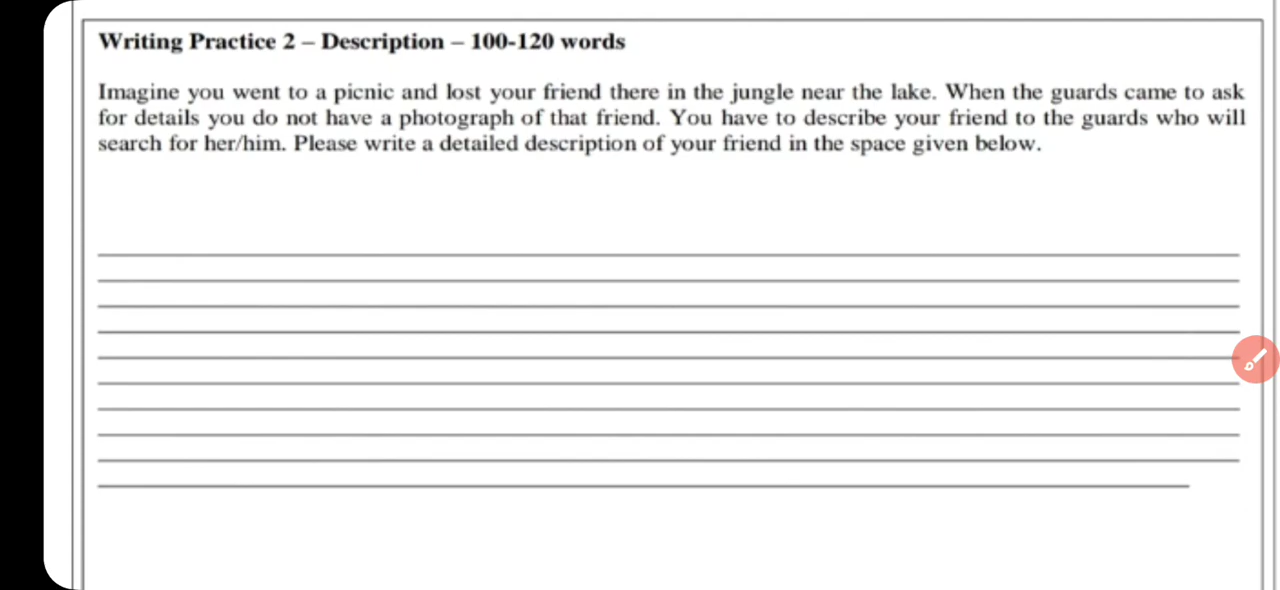 Writing Practice 2 – Description – 100-120 words
Imagine you went to a picnic and lost your friend there in the jungle near the lake. When the guards came to ask
for details you do not have a photograph of that friend. You have to describe your friend to the guards who will
search for her/him. Please write a detailed description of your friend in the space given below.